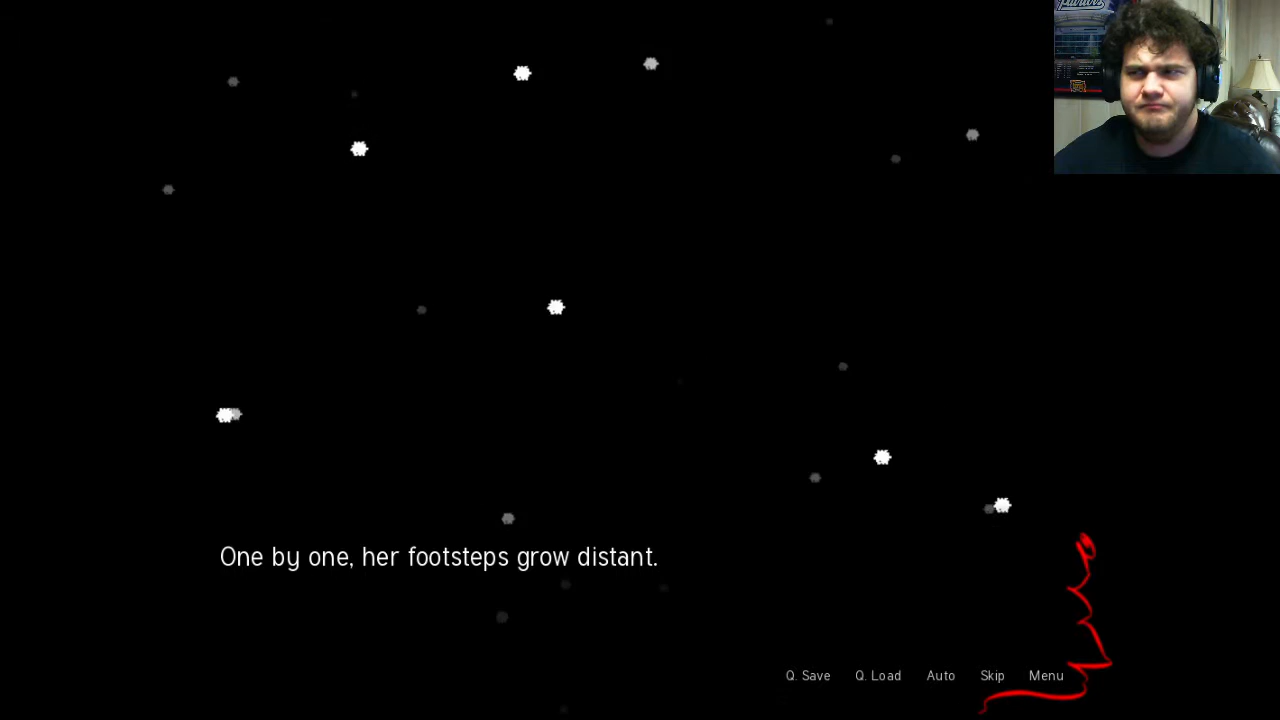 One by one, her footsteps grow distant.
Q. Save Q. Load Auto Skip Menu